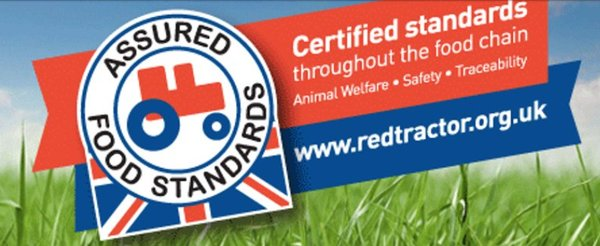 ASSURED
FOOD STANDARDS
Certified standards
throughout the food chain
Animal Welfare • Safety • Traceability
www.redtractor.org.uk